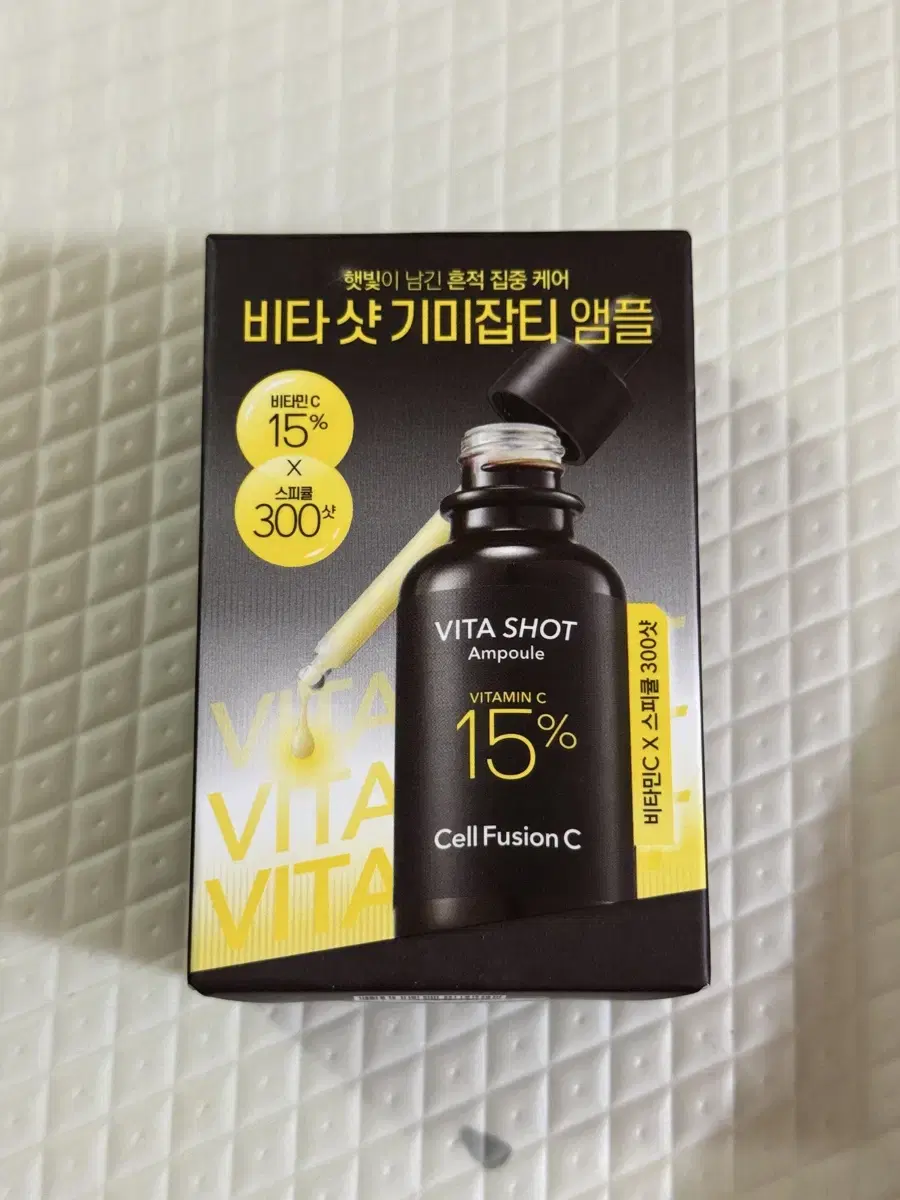 햇빛이 남긴 흔적 집중 케어
비타 샷 기미잡티 앰플
비타민 C
15%
X
스피큘
300샷
VITA SHOT
Ampoule
VITAMIN C
15%
Cell Fusion C
비타민C X 스피큘 300샷
VITA
VITA
VITA